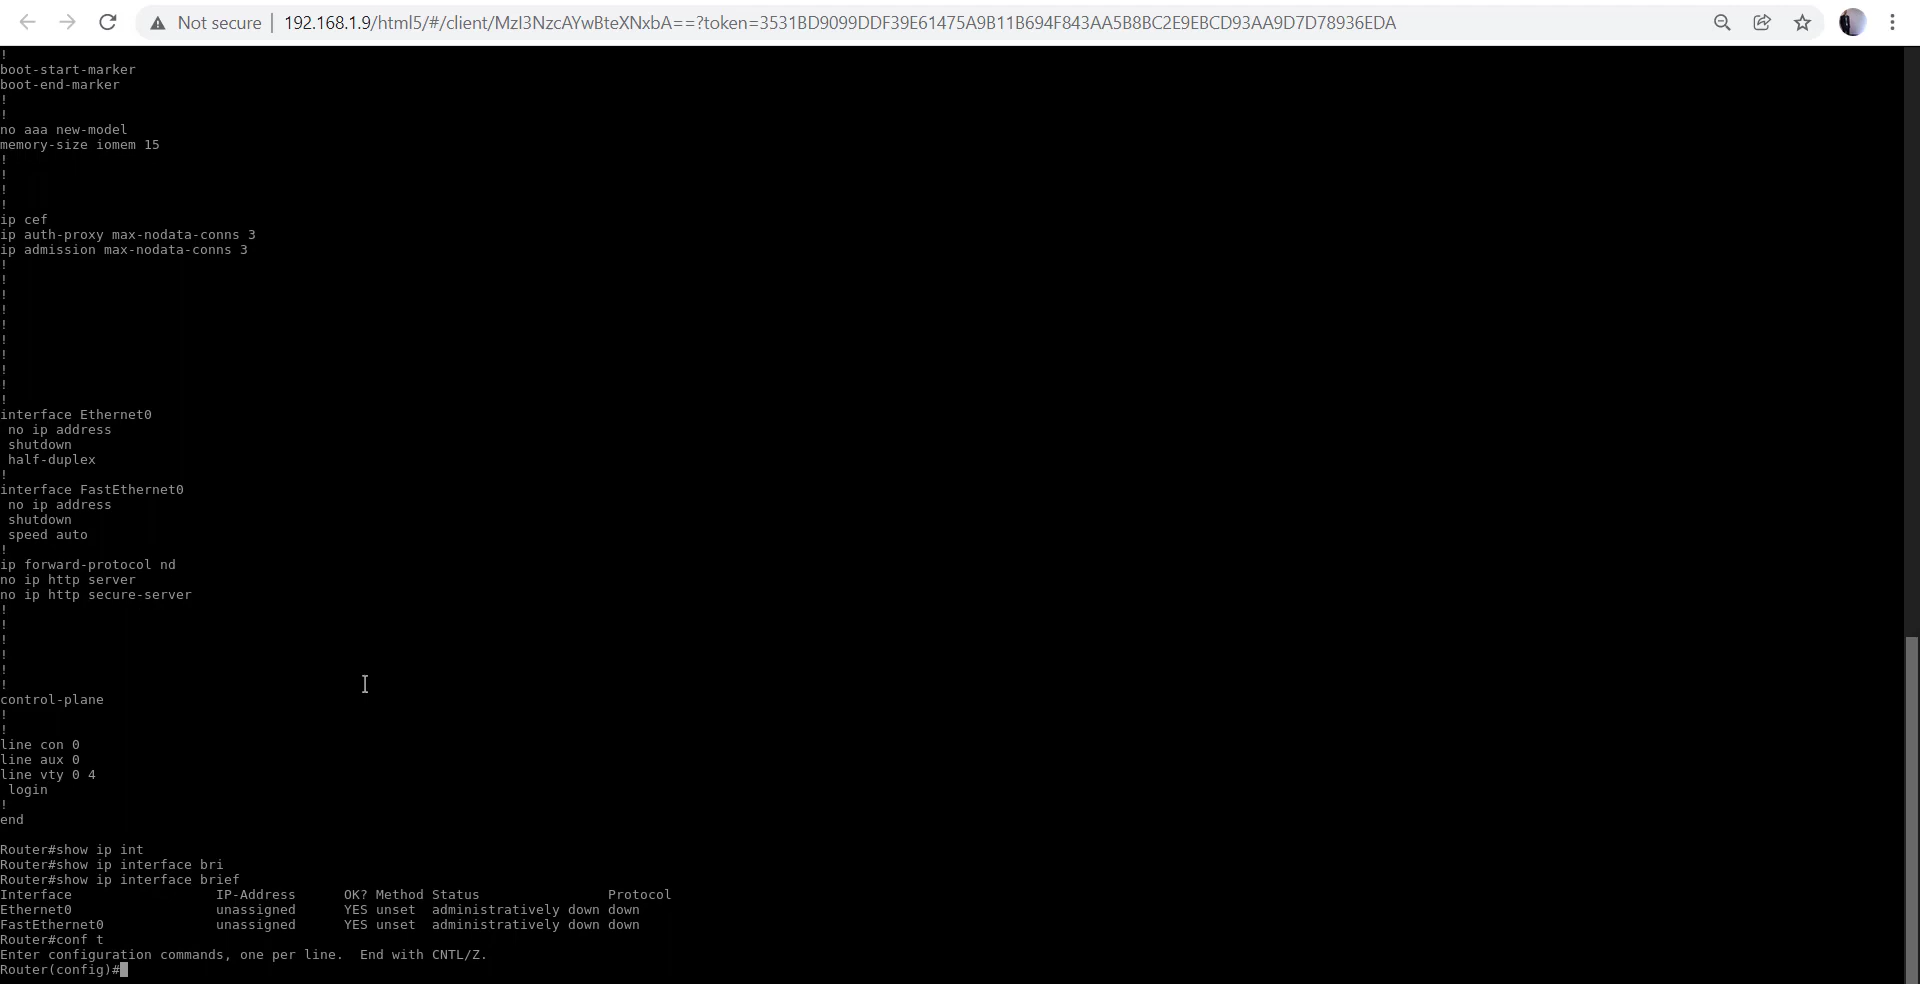 Not secure | 192.168.1.9/html5/#/client/MzI3NzcAYwBteXNxbA==?token=3531BD9099DDF39E61475A9B11B694F843AA5B8BC2E9EBCD93AA9D7D78936EDA
!
boot-start-marker
boot-end-marker
!
!
no aaa new-model
memory-size iomem 15
!
!
!
!
ip cef
ip auth-proxy max-nodata-conns 3
ip admission max-nodata-conns 3
!
!
!
!
!
!
!
!
!
!
interface Ethernet0
 no ip address
 shutdown
 half-duplex
!
interface FastEthernet0
 no ip address
 shutdown
 speed auto
!
ip forward-protocol nd
no ip http server
no ip http secure-server
!
!
!
!
!
!
control-plane
!
!
line con 0
line aux 0
line vty 0 4
 login
!
end
Router#show ip int
Router#show ip interface bri
Router#show ip interface brief
Interface                  IP-Address      OK? Method Status                Protocol
Ethernet0                  unassigned      YES unset  administratively down down
FastEthernet0              unassigned      YES unset  administratively down down
Router#conf t
Enter configuration commands, one per line.  End with CNTL/Z.
Router(config)#